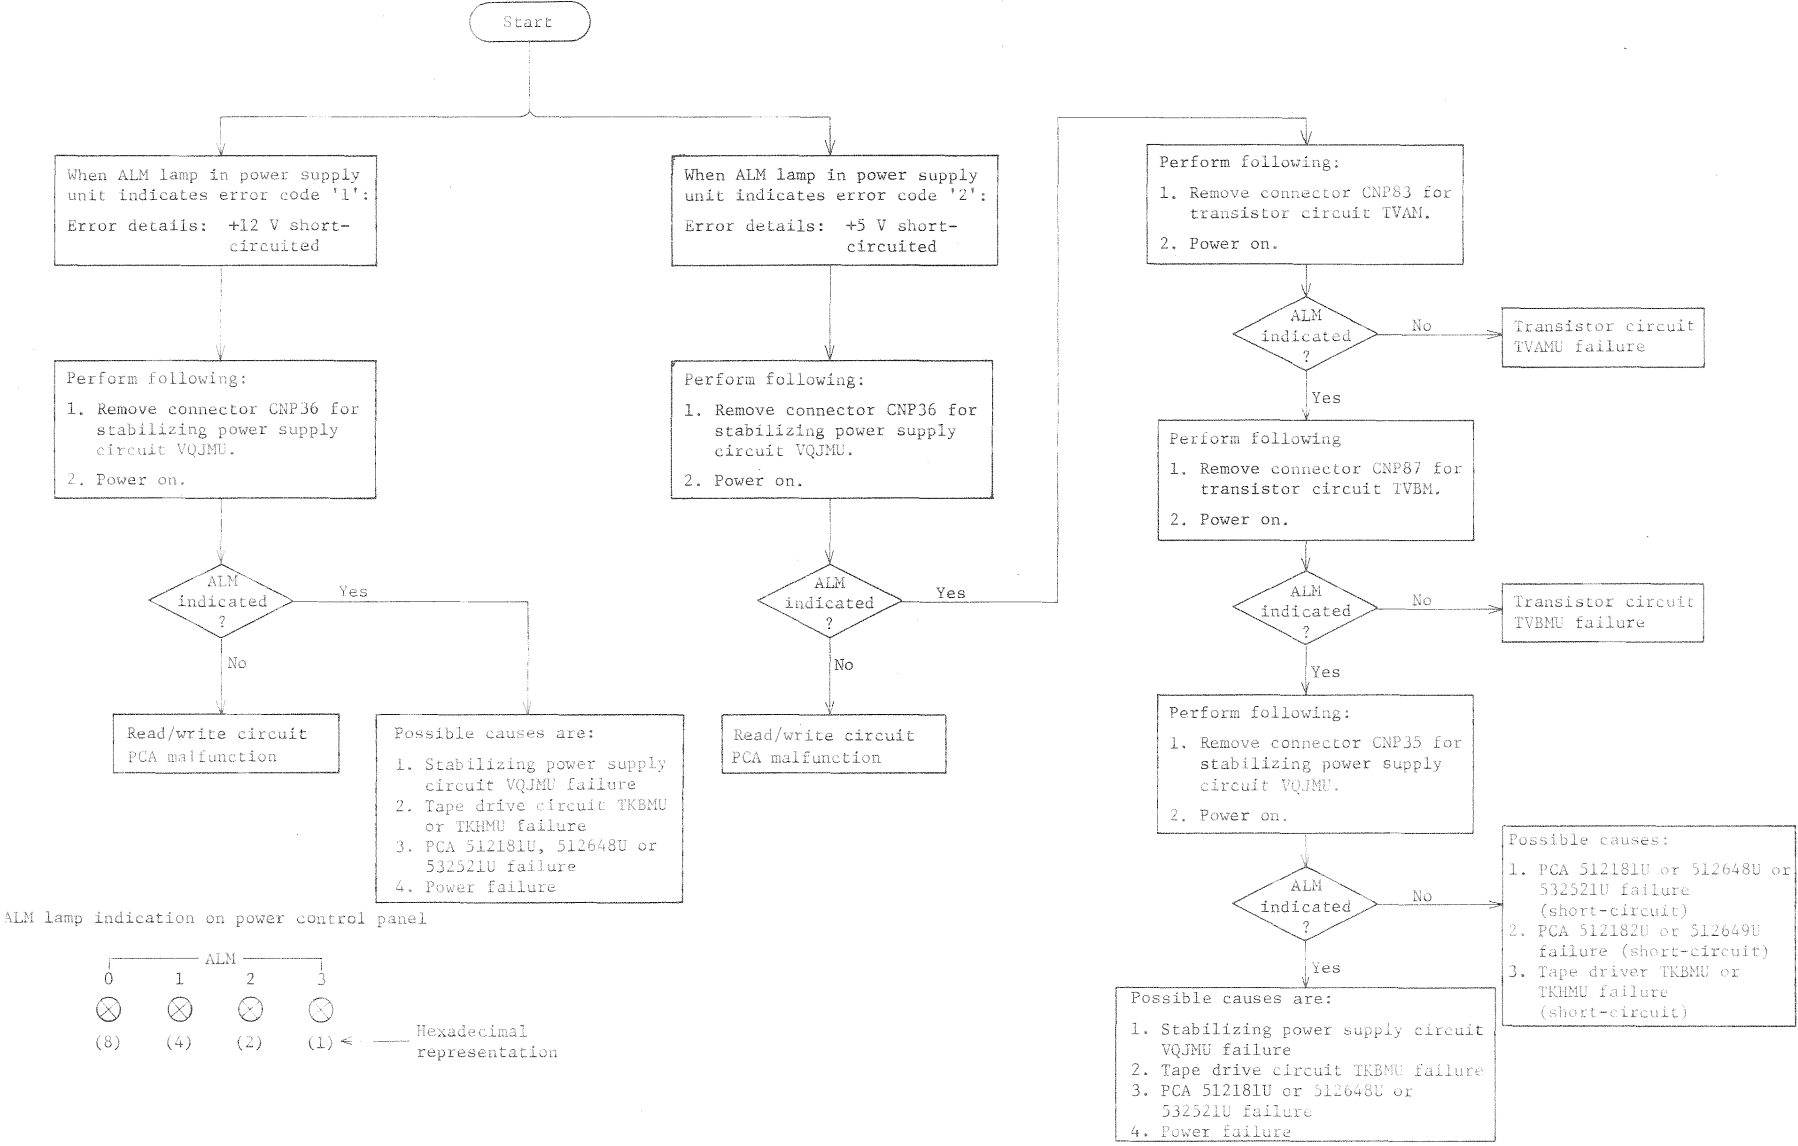 Start
When ALM lamp in power supply
unit indicates error code '1':
Error details: +12 V short-
circuited
Perform following:
1. Remove connector CNP36 for
stabilizing power supply
circuit VQJMU.
2. Power on.
ALM
indicated
?
Yes
No
Read/write circuit
PCA malfunction
Possible causes are:
1. Stabilizing power supply
circuit VQJMU failure
2. Tape drive circuit TKBMU
or TKHMU failure
3. PCA 512181U, 512648U or
532521U failure
4. Power failure
When ALM lamp in power supply
unit indicates error code '2':
Error details: +5 V short-
circuited
Perform following:
1. Remove connector CNP36 for
stabilizing power supply
circuit VQJMU.
2. Power on.
ALM
indicated
?
Yes
No
Read/write circuit
PCA malfunction
Perform following:
1. Remove connector CNP83 for
transistor circuit TVAM.
2. Power on.
ALM
indicated
?
No
Transistor circuit
TVAMU failure
Yes
Perform following
1. Remove connector CNP87 for
transistor circuit TVBM.
2. Power on.
ALM
indicated
?
No
Transistor circuit
TVBMU failure
Yes
Perform following:
1. Remove connector CNP35 for
stabilizing power supply
circuit VQJMU.
2. Power on.
ALM
indicated
?
No
Possible causes:
1. PCA 512181U or 512648U or
532521U failure
(short-circuit)
2. PCA 512182U or 512649U
failure (short-circuit)
3. Tape driver TKBMU or
TKHMU failure
(short-circuit)
Yes
Possible causes are:
1. Stabilizing power supply circuit
VQJMU failure
2. Tape drive circuit TKBMU failure
3. PCA 512181U or 512648U or
532521U failure
4. Power failure
ALM lamp indication on power control panel
ALM
0 1 2 3
(8) (4) (2) (1)
Hexadecimal
representation